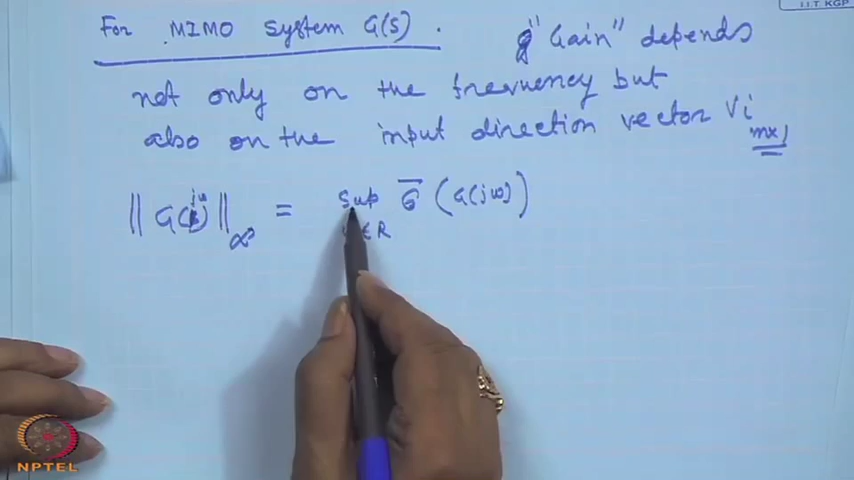 I.I.T. KGP
For MIMO System G(S). "Gain" depends
not only on the frequency but
also on the input direction vector Vi
mx1
‖G(jω)‖∞ = Sup σ̄ (G(jω))
∈ R
NPTEL